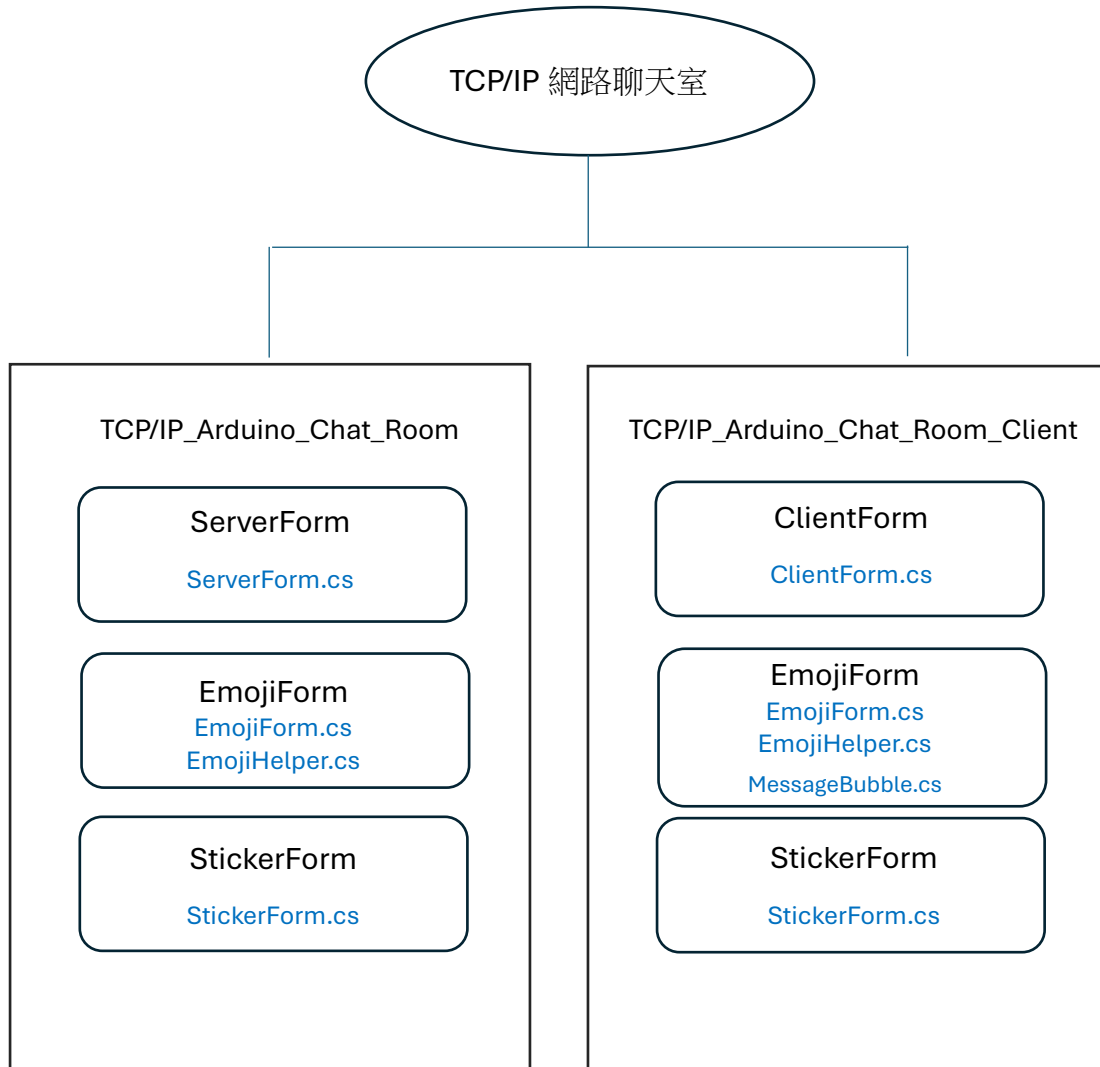 TCP/IP 網路聊天室
TCP/IP_Arduino_Chat_Room
ServerForm
ServerForm.cs
EmojiForm
EmojiForm.cs
EmojiHelper.cs
StickerForm
StickerForm.cs
TCP/IP_Arduino_Chat_Room_Client
ClientForm
ClientForm.cs
EmojiForm
EmojiForm.cs
EmojiHelper.cs
MessageBubble.cs
StickerForm
StickerForm.cs